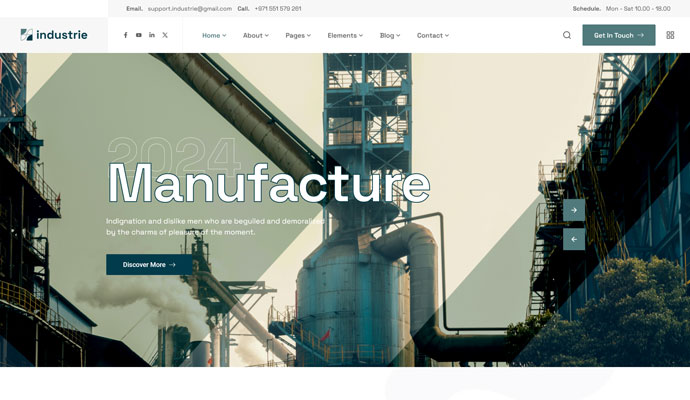 Email. support.industrie@gmail.com Call. +971 551 579 261
Schedule. Mon - Sat 10.00 - 18.00
industrie
Home About Pages Elements Blog Contact
Get In Touch
2024
Manufacture
Indignation and dislike men who are beguiled and demoralised
by the charms of pleasure of the moment.
Discover More